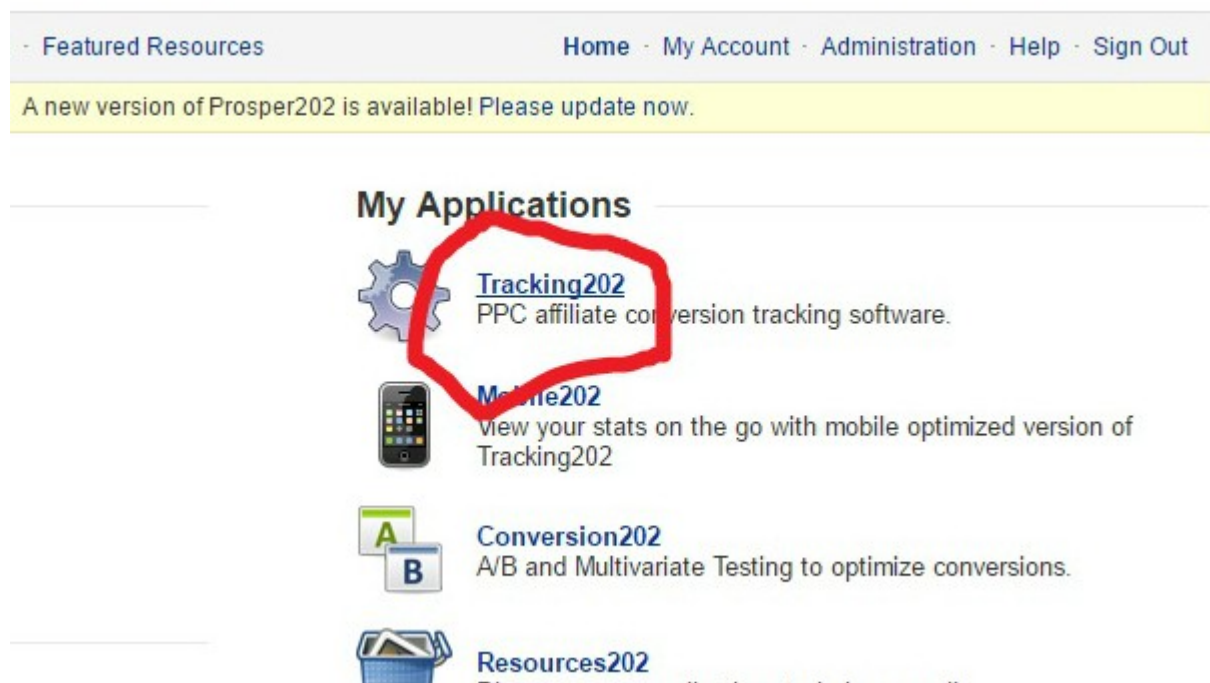 · Featured Resources
Home · My Account · Administration · Help · Sign Out
A new version of Prosper202 is available! Please update now.
My Applications
Tracking202
PPC affiliate conversion tracking software.
Mobile202
View your stats on the go with mobile optimized version of
Tracking202
A
B
Conversion202
A/B and Multivariate Testing to optimize conversions.
Resources202